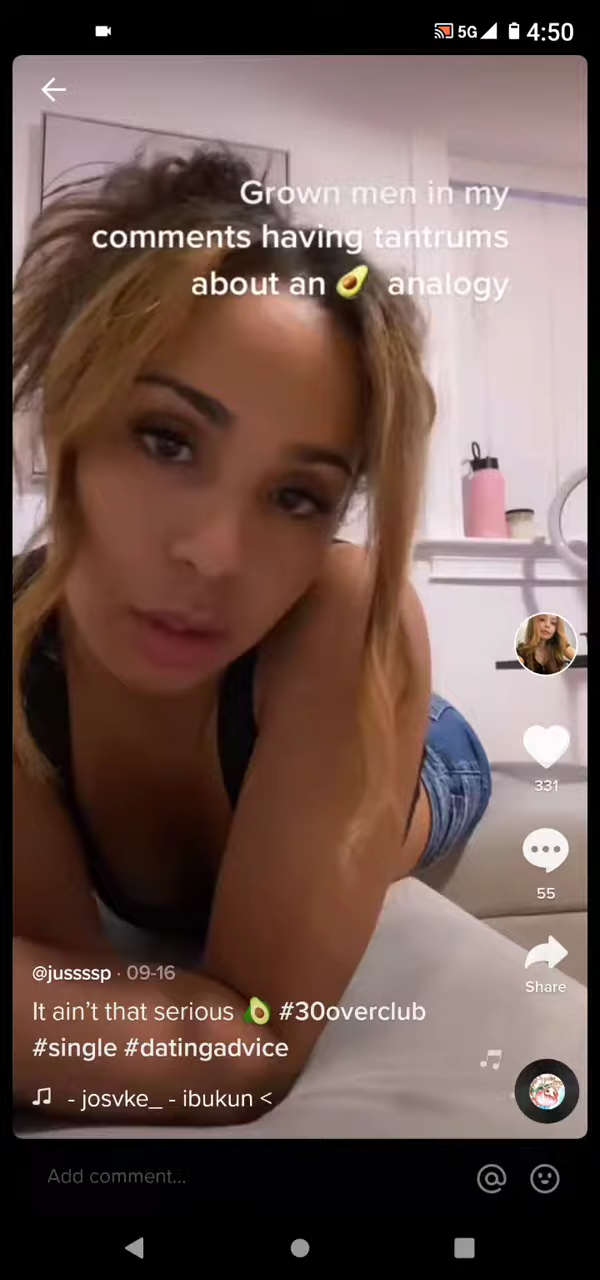 5G 4:50
Grown men in my
comments having tantrums
about an 🥑 analogy
331
55
Share
@jussssp · 09-16
It ain't that serious 🥑 #30overclub
#single #datingadvice
- josvke_ - ibukun <
Add comment...